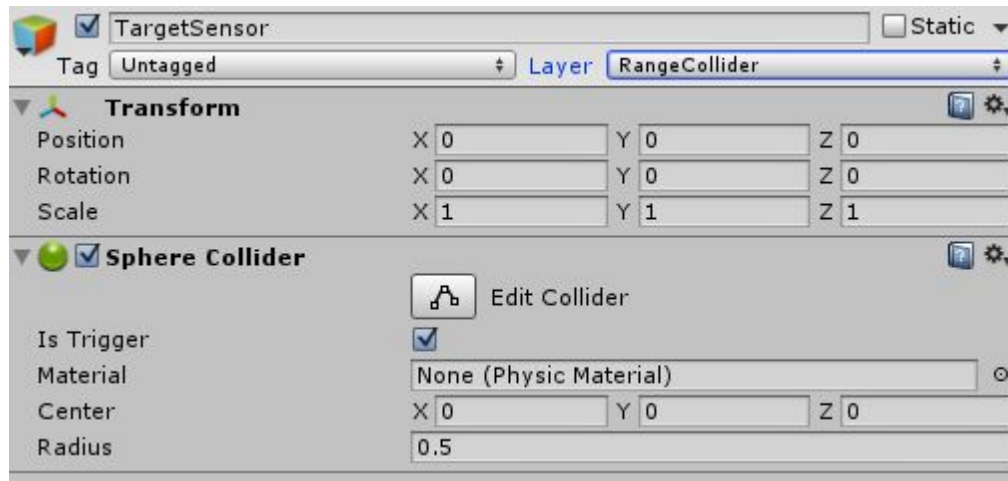 TargetSensor Static
Tag Untagged Layer RangeCollider
Transform
Position X 0 Y 0 Z 0
Rotation X 0 Y 0 Z 0
Scale X 1 Y 1 Z 1
Sphere Collider
Edit Collider
Is Trigger
Material None (Physic Material)
Center X 0 Y 0 Z 0
Radius 0.5